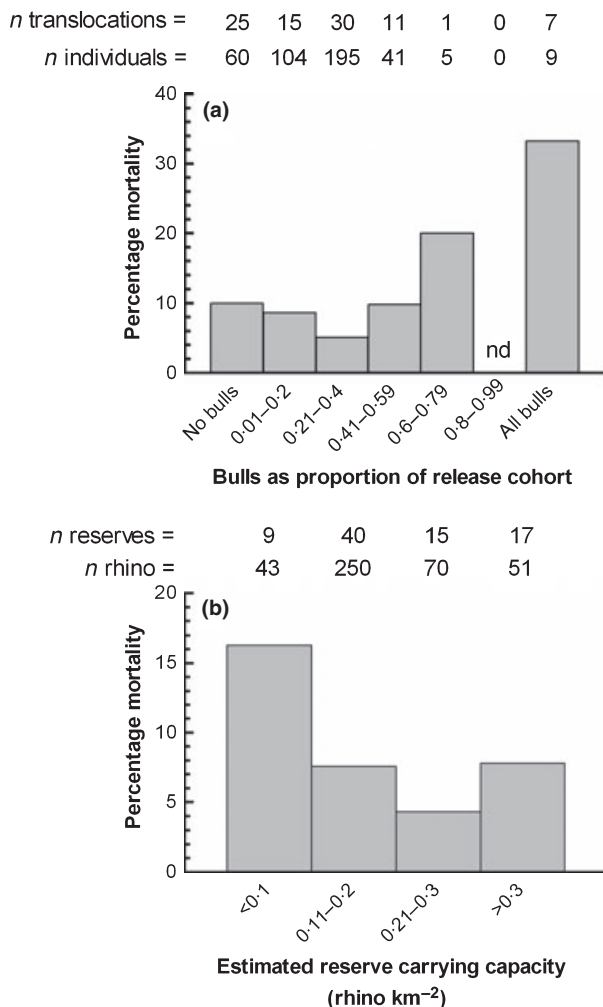 n translocations = 25 15 30 11 1 0 7
n individuals = 60 104 195 41 5 0 9
40
(a)
30
20
10
0
Percentage mortality
nd
No bulls 0·01–0·2 0·21–0·4 0·41–0·59 0·6–0·79 0·8–0·99 All bulls
Bulls as proportion of release cohort
n reserves = 9 40 15 17
n rhino = 43 250 70 51
20
(b)
15
10
5
0
Percentage mortality
<0·1 0·11–0·2 0·21–0·3 >0·3
Estimated reserve carrying capacity
(rhino km⁻²)